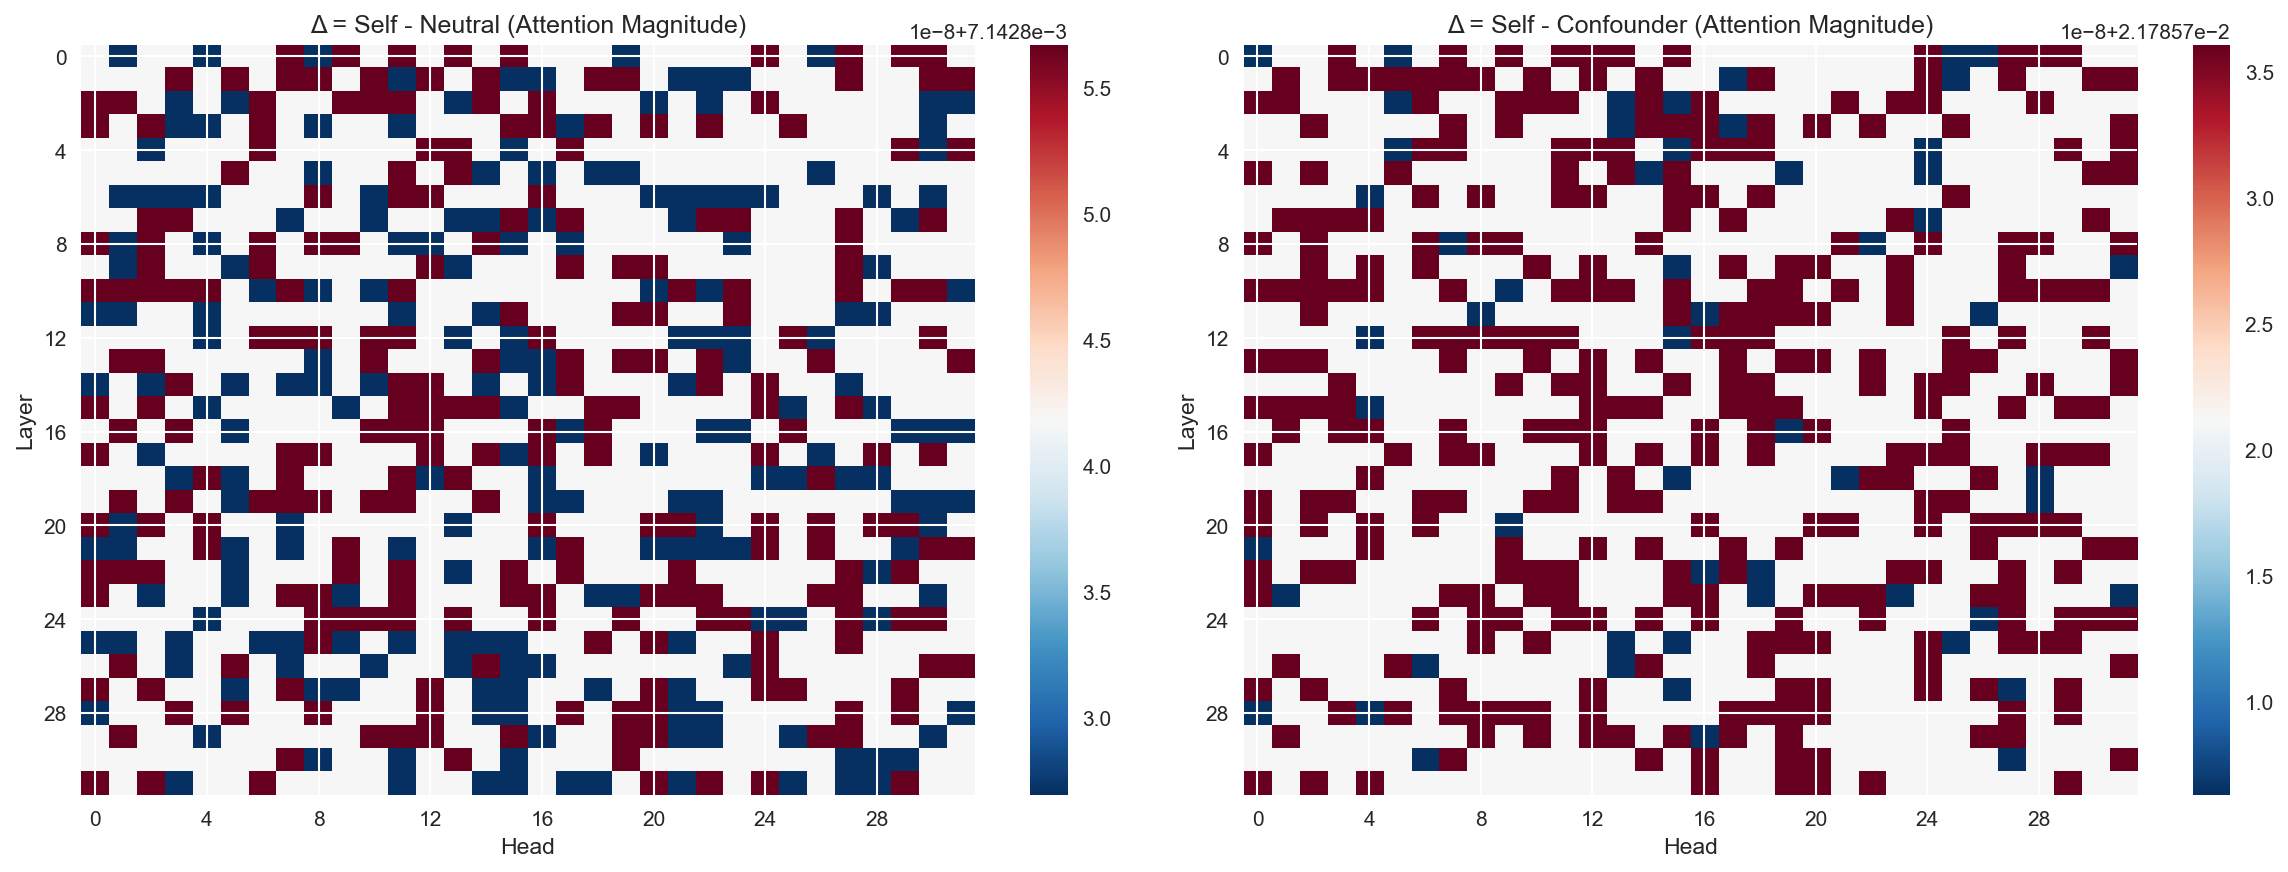 Δ = Self - Neutral (Attention Magnitude)
1e−8+7.1428e−3
0
4
8
12
16
20
24
28
Layer
0 4 8 12 16 20 24 28
Head
5.5
5.0
4.5
4.0
3.5
3.0
Δ = Self - Confounder (Attention Magnitude)
1e−8+2.17857e−2
0
4
8
12
16
20
24
28
Layer
0 4 8 12 16 20 24 28
Head
3.5
3.0
2.5
2.0
1.5
1.0